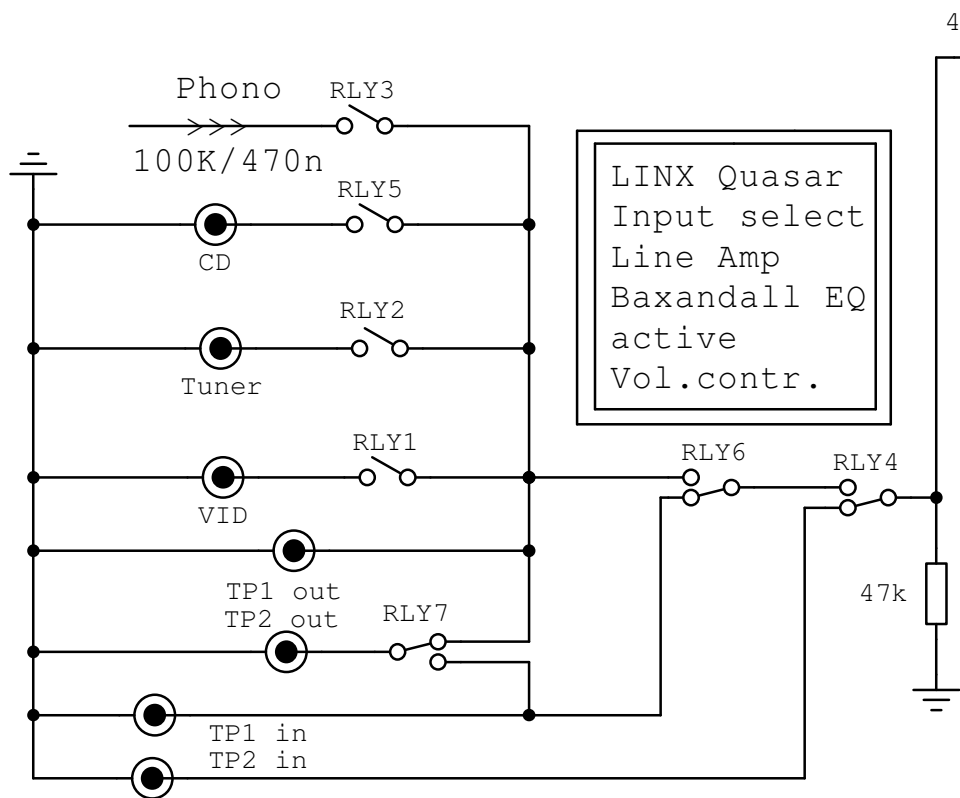 4
Phono
RLY3
100K/470n
RLY5
CD
RLY2
Tuner
RLY1
VID
LINX Quasar
Input select
Line Amp
Baxandall EQ
active
Vol.contr.
RLY6
RLY4
TP1 out
TP2 out
RLY7
47k
TP1 in
TP2 in